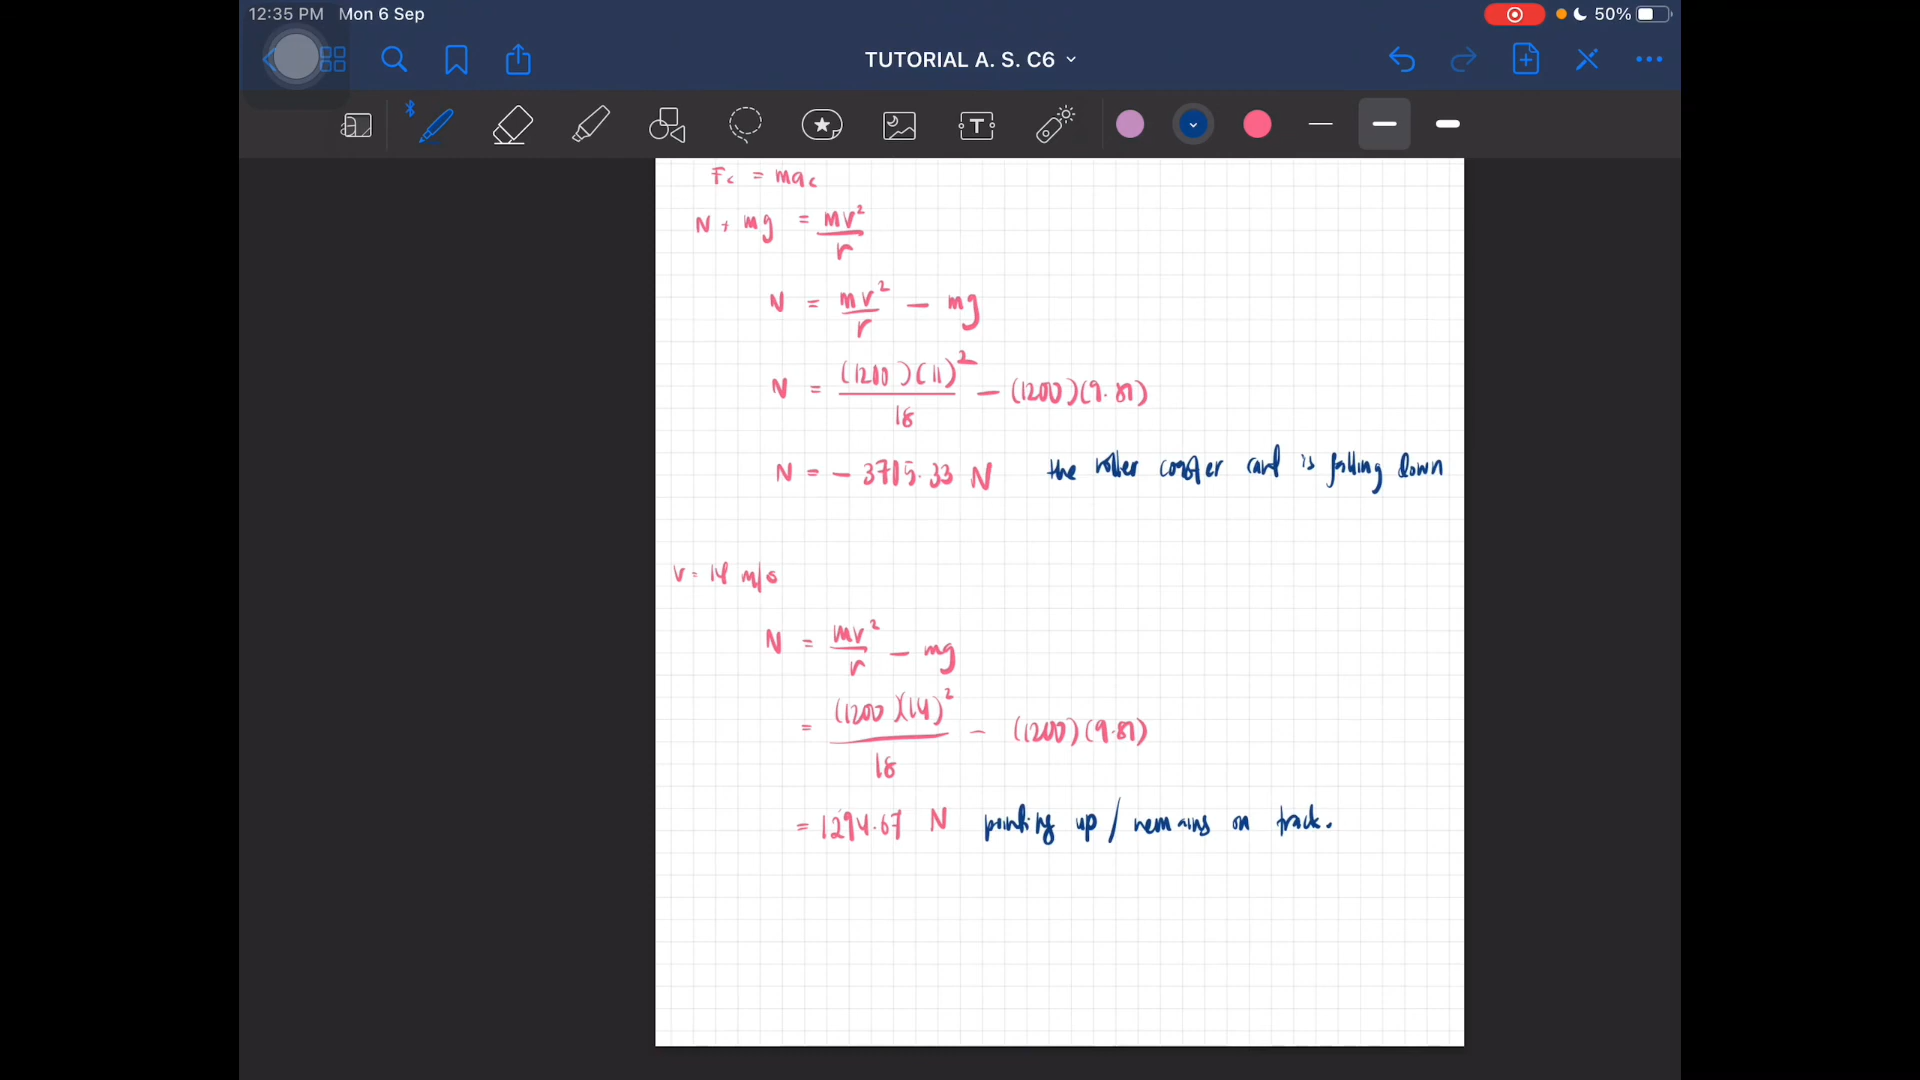 12:35 PM Mon 6 Sep 50%
TUTORIAL A. S. C6
Fc = mac
N + mg = mv²/r
N = mv²/r − mg
N = (1200)(11)²/18 − (1200)(9.81)
N = − 3705.33 N the roller coaster card is falling down
v = 14 m/s
N = mv²/r − mg
= (1200)(14)²/18 − (1200)(9.81)
= 1294.67 N pointing up / remains on track.